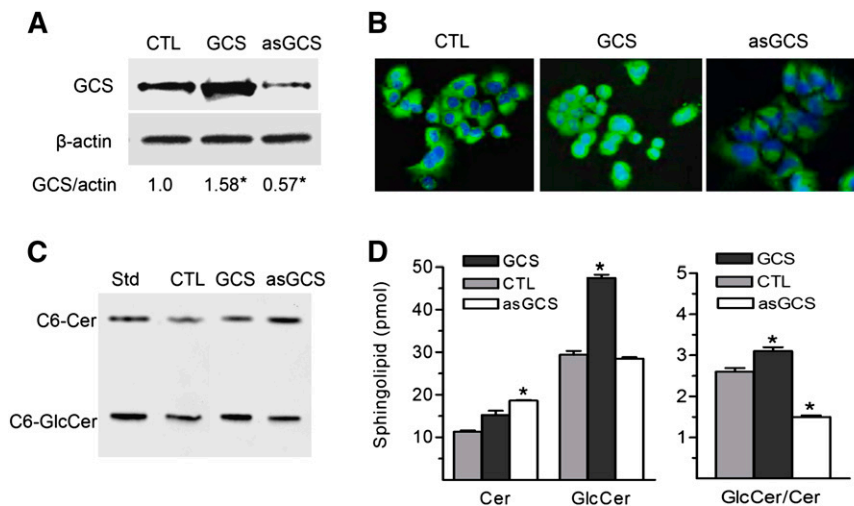 A
CTL GCS asGCS
GCS
β-actin
GCS/actin 1.0 1.58* 0.57*
B
CTL GCS asGCS
C
Std CTL GCS asGCS
C6-Cer
C6-GlcCer
D
Sphingolipid (pmol)
50
40
30
20
10
GCS
CTL
asGCS
*
*
Cer GlcCer
5
4
3
2
1
GCS
CTL
asGCS
*
*
GlcCer/Cer